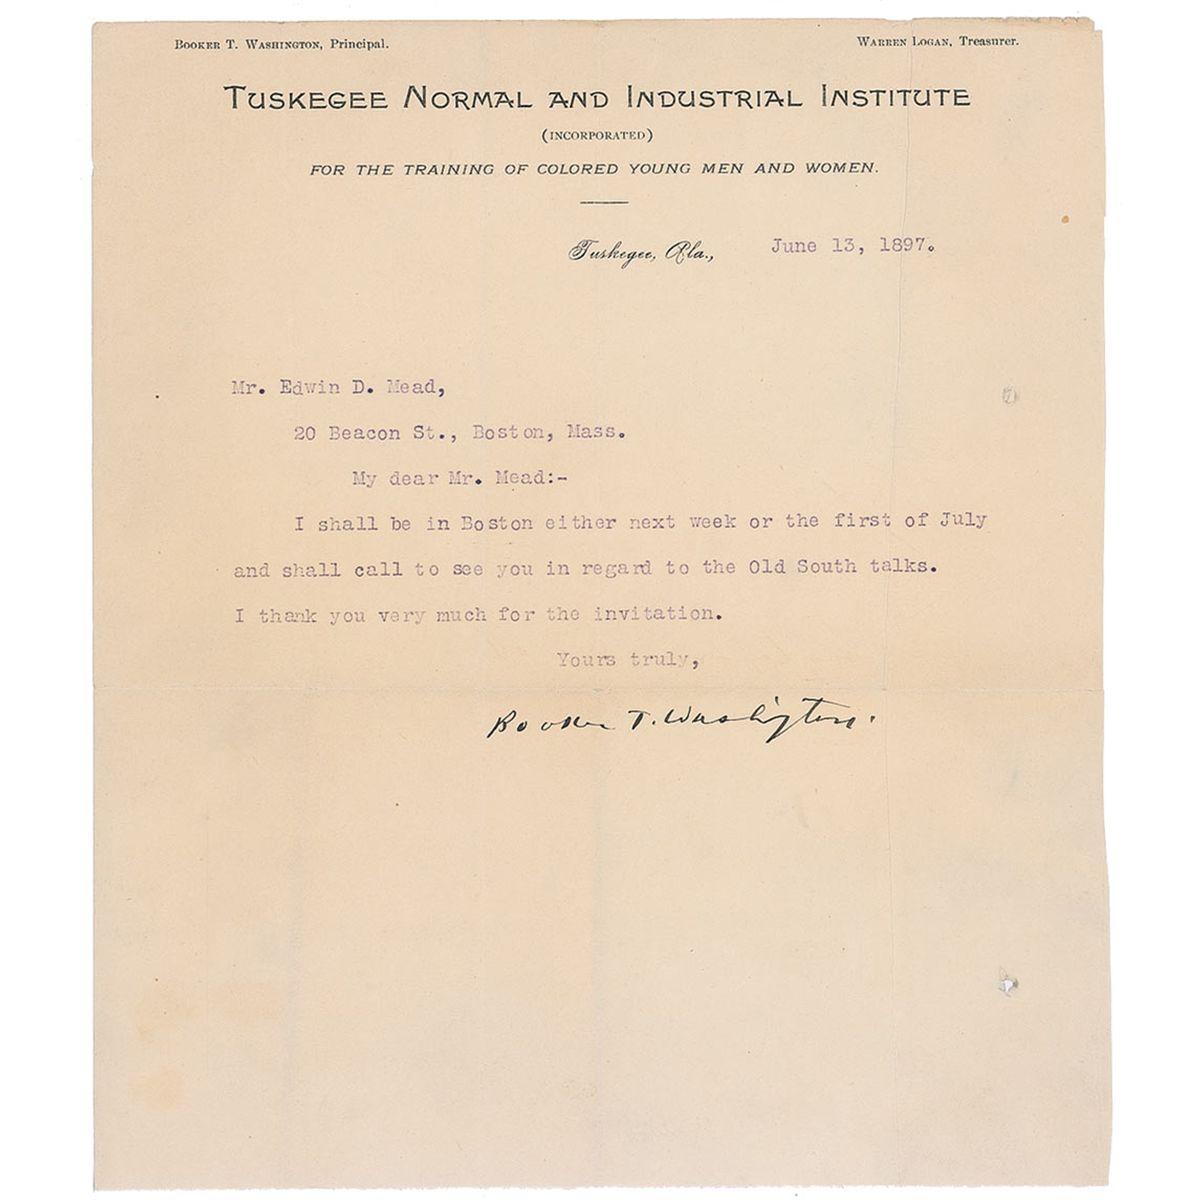 Booker T. Washington, Principal. Warren Logan, Treasurer.
Tuskegee Normal and Industrial Institute
(INCORPORATED)
FOR THE TRAINING OF COLORED YOUNG MEN AND WOMEN.
Tuskegee, Ala., June 13, 1897.
Mr. Edwin D. Mead,
20 Beacon St., Boston, Mass.
My dear Mr. Mead:-
I shall be in Boston either next week or the first of July
and shall call to see you in regard to the Old South talks.
I thank you very much for the invitation.
Yours truly,
Booker T. Washington.